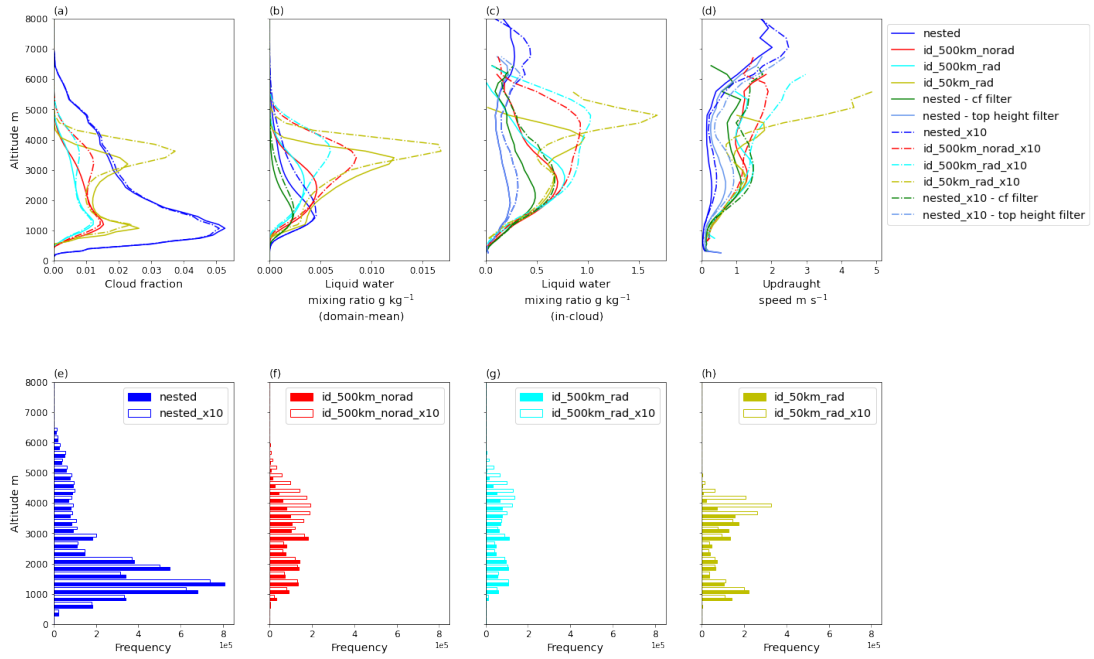 (a)
(b)
(c)
(d)
8000
7000
6000
5000
4000
3000
2000
1000
0
Altitude m
0.00 0.01 0.02 0.03 0.04 0.05
Cloud fraction
0.000 0.005 0.010 0.015
Liquid water
mixing ratio g kg⁻¹
(domain-mean)
0.0 0.5 1.0 1.5
Liquid water
mixing ratio g kg⁻¹
(in-cloud)
0 1 2 3 4 5
Updraught
speed m s⁻¹
nested
id_500km_norad
id_500km_rad
id_50km_rad
nested - cf filter
nested - top height filter
nested_x10
id_500km_norad_x10
id_500km_rad_x10
id_50km_rad_x10
nested_x10 - cf filter
nested_x10 - top height filter
(e)
(f)
(g)
(h)
8000
7000
6000
5000
4000
3000
2000
1000
0
Altitude m
nested
nested_x10
0 2 4 6 8
1e5
Frequency
id_500km_norad
id_500km_norad_x10
0 2 4 6 8
1e5
Frequency
id_500km_rad
id_500km_rad_x10
0 2 4 6 8
1e5
Frequency
id_50km_rad
id_50km_rad_x10
0 2 4 6 8
1e5
Frequency